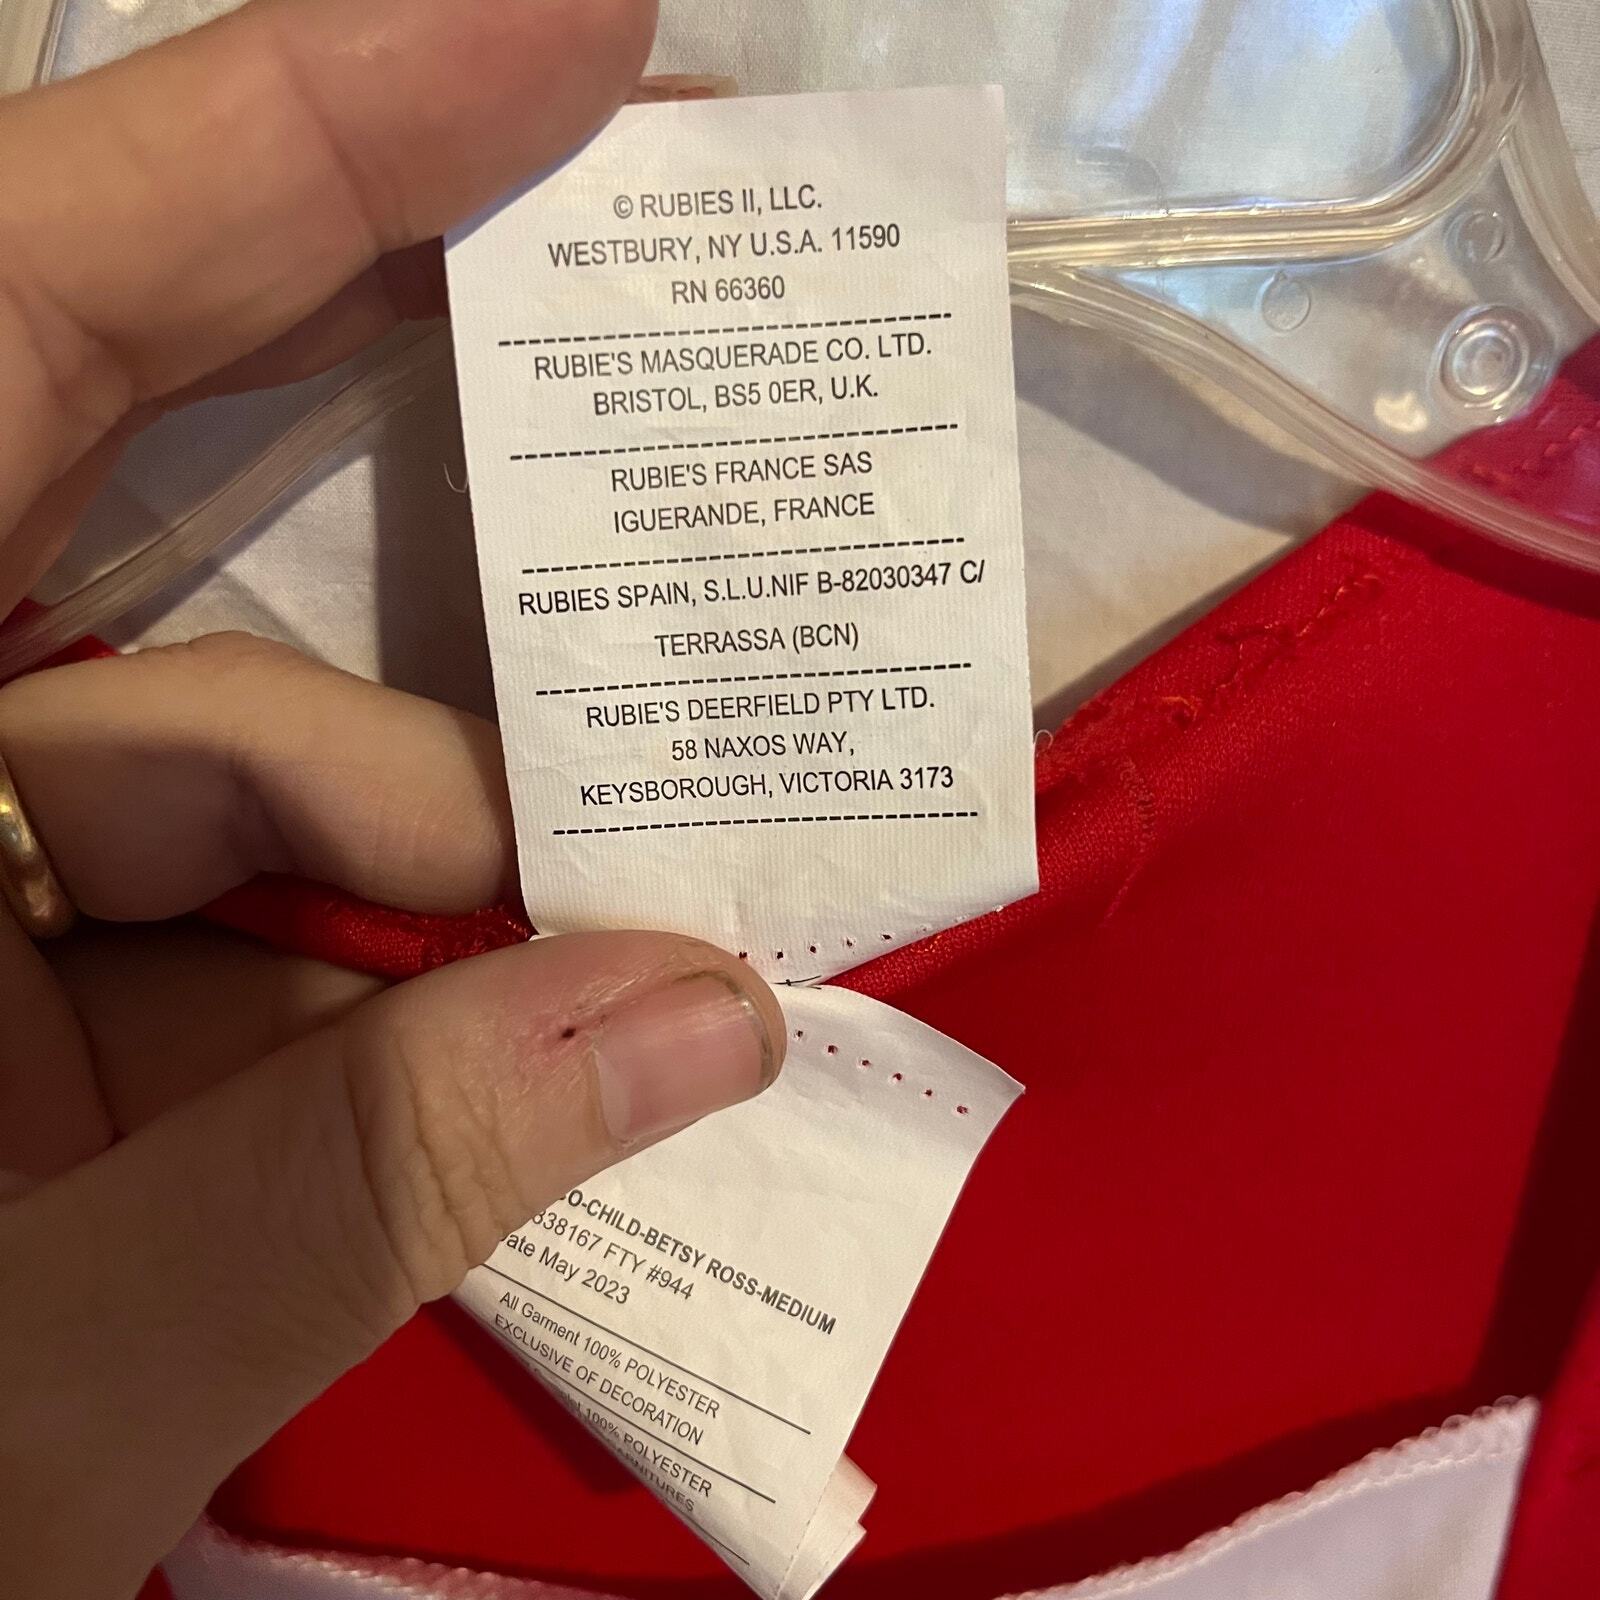 © RUBIES II, LLC.
WESTBURY, NY U.S.A. 11590
RN 66360
RUBIE'S MASQUERADE CO. LTD.
BRISTOL, BS5 0ER, U.K.
RUBIE'S FRANCE SAS
IGUERANDE, FRANCE
RUBIES SPAIN, S.L.U.NIF B-82030347 C/
TERRASSA (BCN)
RUBIE'S DEERFIELD PTY LTD.
58 NAXOS WAY,
KEYSBOROUGH, VICTORIA 3173
O-CHILD-BETSY ROSS-MEDIUM
838167 FTY #944
ate May 2023
All Garment 100% POLYESTER
EXCLUSIVE OF DECORATION
100% POLYESTER